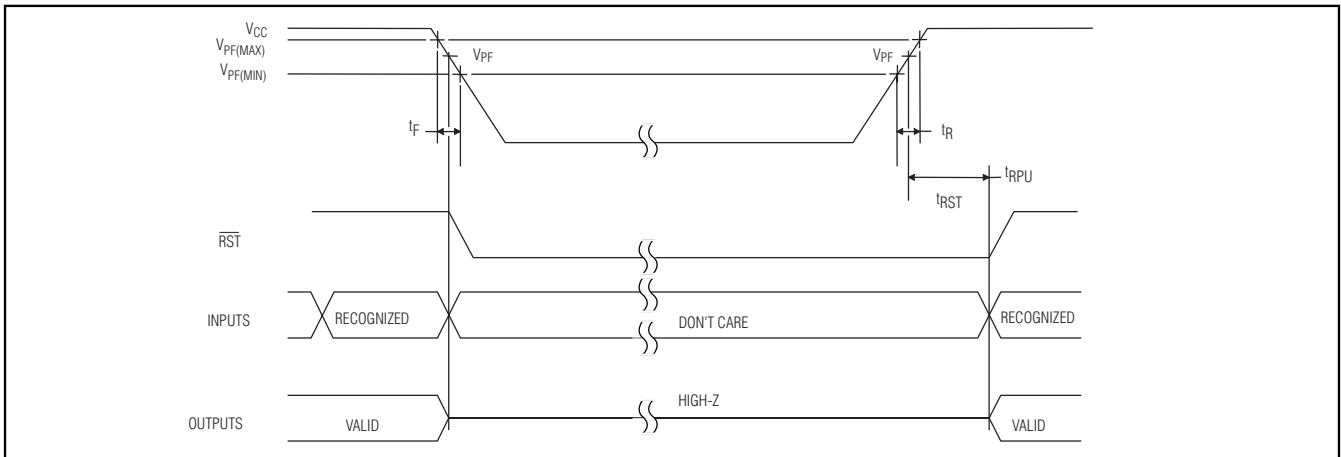 VCC
VPF(MAX)
VPF VPF
VPF(MIN)
tF tR
tRPU
tRST
RST
INPUTS RECOGNIZED DON'T CARE RECOGNIZED
HIGH-Z
OUTPUTS VALID VALID